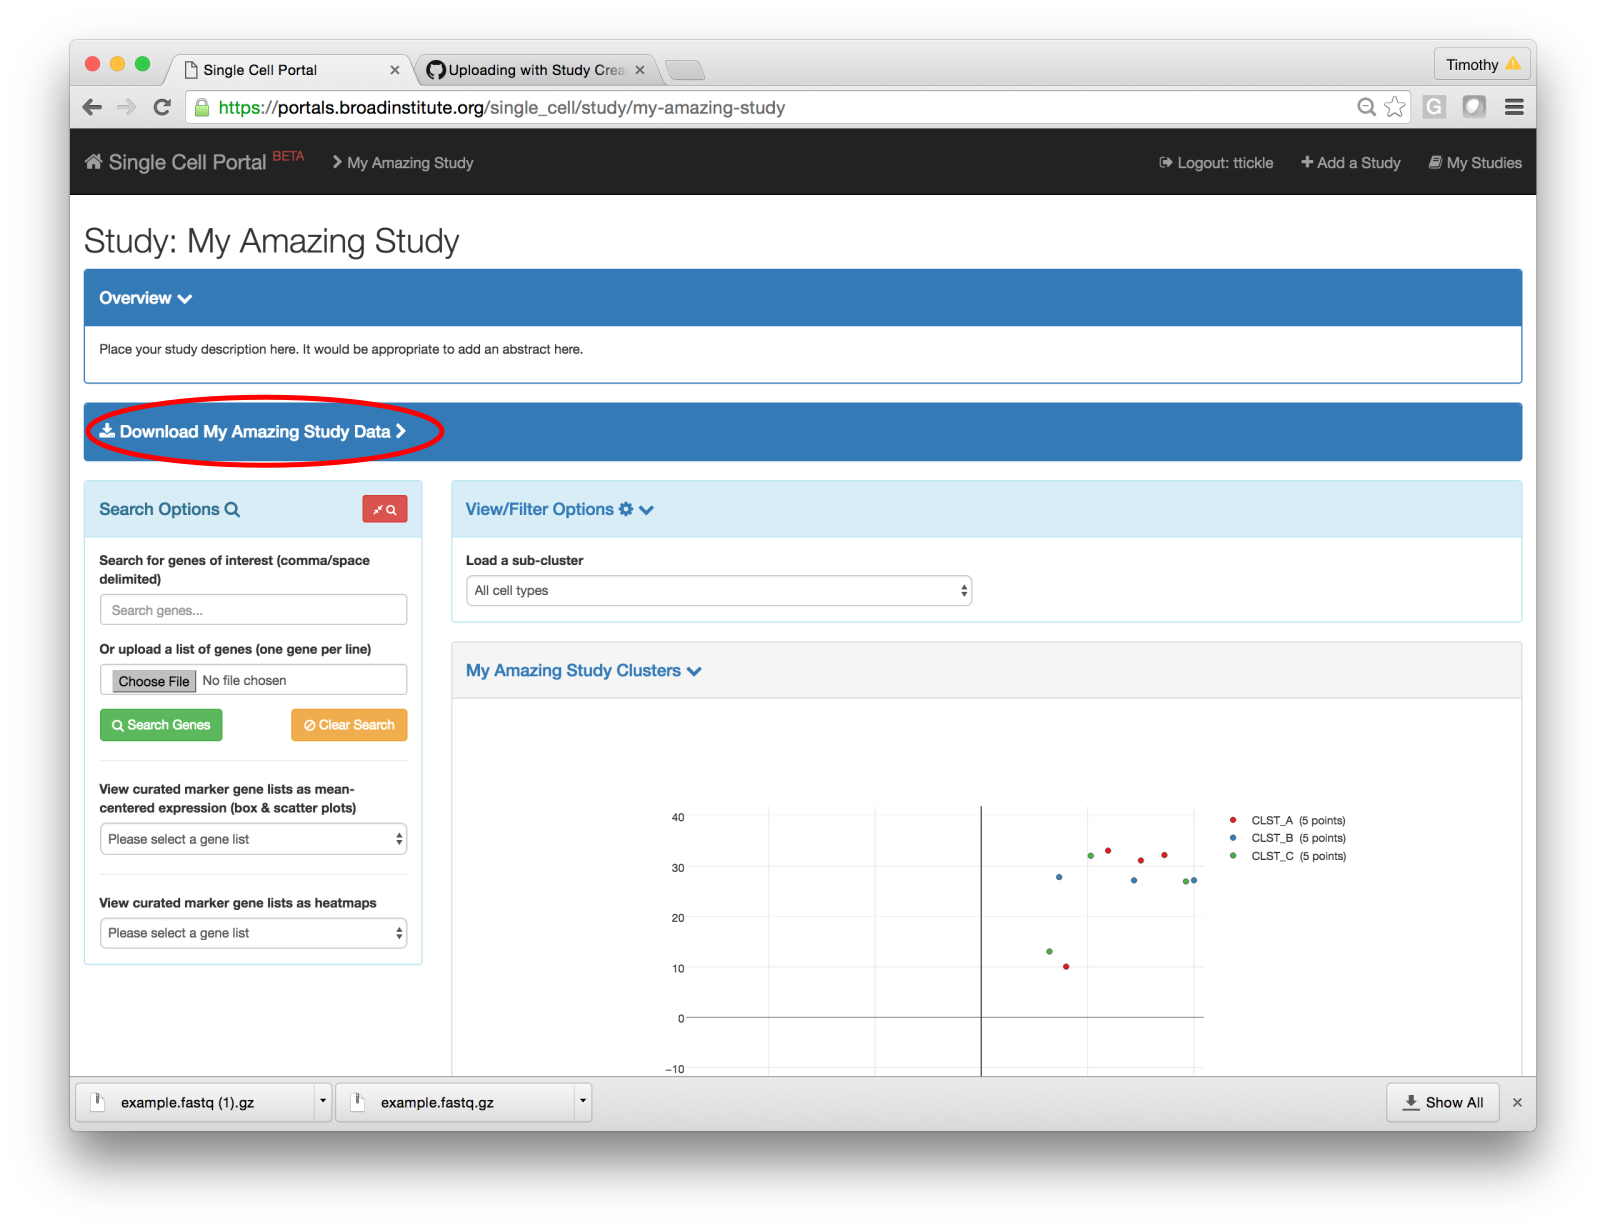 Single Cell Portal
Uploading with Study Crea
Timothy
https://portals.broadinstitute.org/single_cell/study/my-amazing-study
G
Single Cell Portal BETA
My Amazing Study
Logout: ttickle
Add a Study
My Studies
Study: My Amazing Study
Overview
Place your study description here. It would be appropriate to add an abstract here.
Download My Amazing Study Data
Search Options
Search for genes of interest (comma/space
delimited)
Search genes...
Or upload a list of genes (one gene per line)
Choose File No file chosen
Search Genes
Clear Search
View curated marker gene lists as mean-
centered expression (box & scatter plots)
Please select a gene list
View curated marker gene lists as heatmaps
Please select a gene list
View/Filter Options
Load a sub-cluster
All cell types
My Amazing Study Clusters
40
30
20
10
0
−10
CLST_A (5 points)
CLST_B (5 points)
CLST_C (5 points)
example.fastq (1).gz
example.fastq.gz
Show All